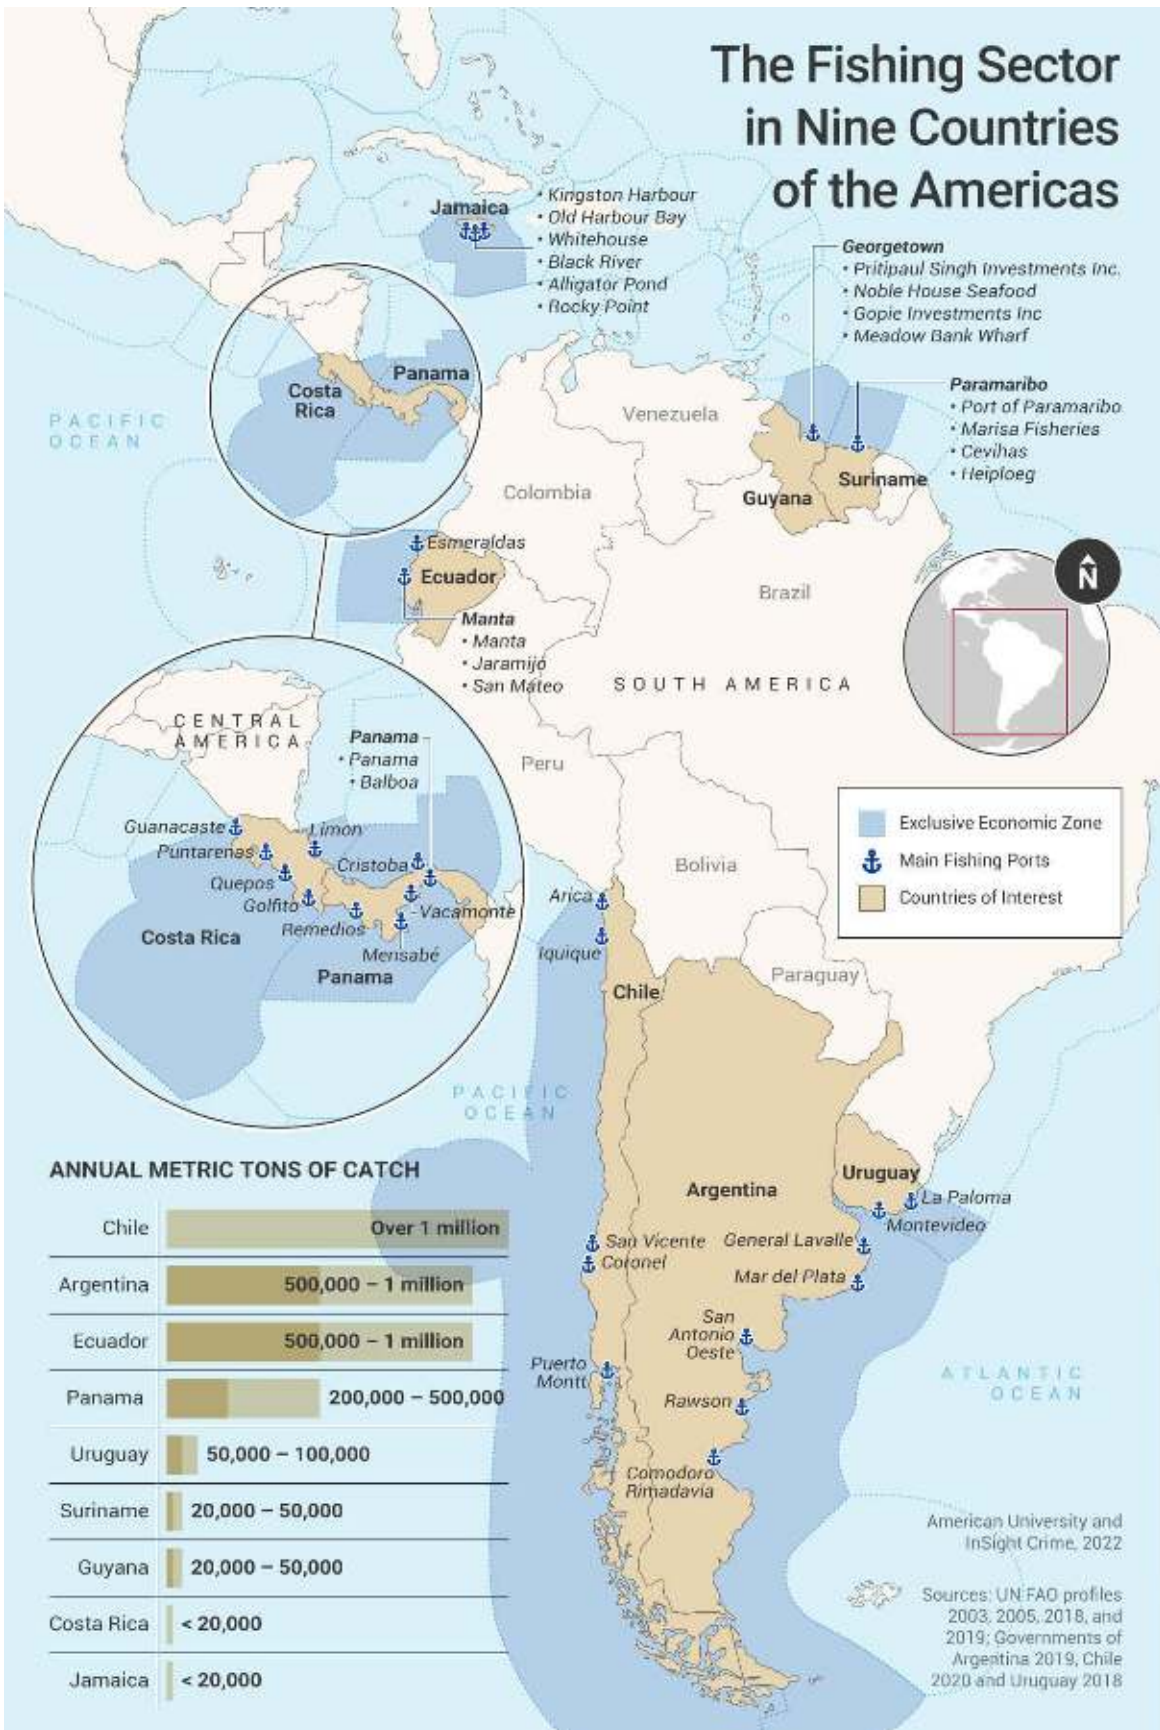 The Fishing Sector
in Nine Countries
of the Americas
Jamaica
• Kingston Harbour
• Old Harbour Bay
• Whitehouse
• Black River
• Alligator Pond
• Rocky Point
Georgetown
• Pritipaul Singh Investments Inc.
• Noble House Seafood
• Gopie Investments Inc
• Meadow Bank Wharf
Paramaribo
• Port of Paramaribo
• Marisa Fisheries
• Cevihas
• Heiploeg
Costa
Rica
Panama
PACIFIC
OCEAN
Venezuela
Colombia
Guyana
Suriname
Esmeraldas
Ecuador
Brazil
N
Manta
• Manta
• Jaramijó
• San Mateo
SOUTH AMERICA
CENTRAL
AMERICA
Panama
• Panama
• Balboa
Peru
Guanacaste
Limon
Puntarenas
Cristoba
Quepos
Golfito
Vacamonte
Remedios
Costa Rica
Mensabé
Panama
Exclusive Economic Zone
Main Fishing Ports
Countries of Interest
Bolivia
Arica
Iquique
Paraguay
Chile
PACIFIC
OCEAN
Uruguay
Argentina
La Paloma
Montevideo
San Vicente
General Lavalle
Coronel
Mar del Plata
San
Antonio
Oeste
Puerto
Montt
Rawson
Comodoro
Rimadavia
ATLANTIC
OCEAN
ANNUAL METRIC TONS OF CATCH
Chile Over 1 million
Argentina 500,000 – 1 million
Ecuador 500,000 – 1 million
Panama 200,000 – 500,000
Uruguay 50,000 – 100,000
Suriname 20,000 – 50,000
Guyana 20,000 – 50,000
Costa Rica < 20,000
Jamaica < 20,000
American University and
InSight Crime, 2022
Sources: UN FAO profiles
2003, 2005, 2018, and
2019; Governments of
Argentina 2019, Chile
2020 and Uruguay 2018